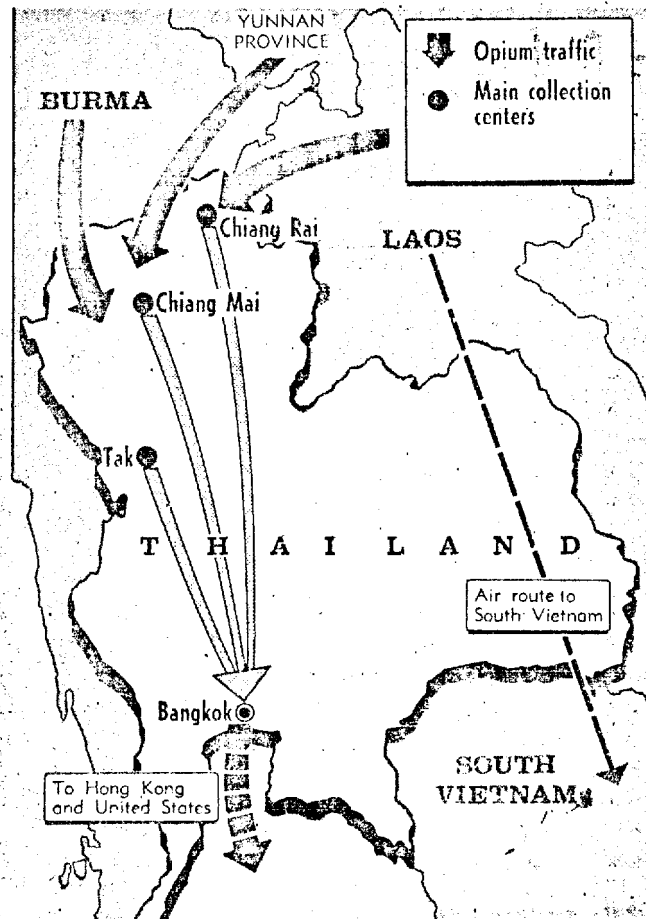 YUNNAN
PROVINCE
Opium traffic
Main collection
centers
BURMA
Chiang Rai
LAOS
Chiang Mai
Tak
THAILAND
Air route to
South Vietnam
Bangkok
To Hong Kong
and United States
SOUTH
VIETNAM